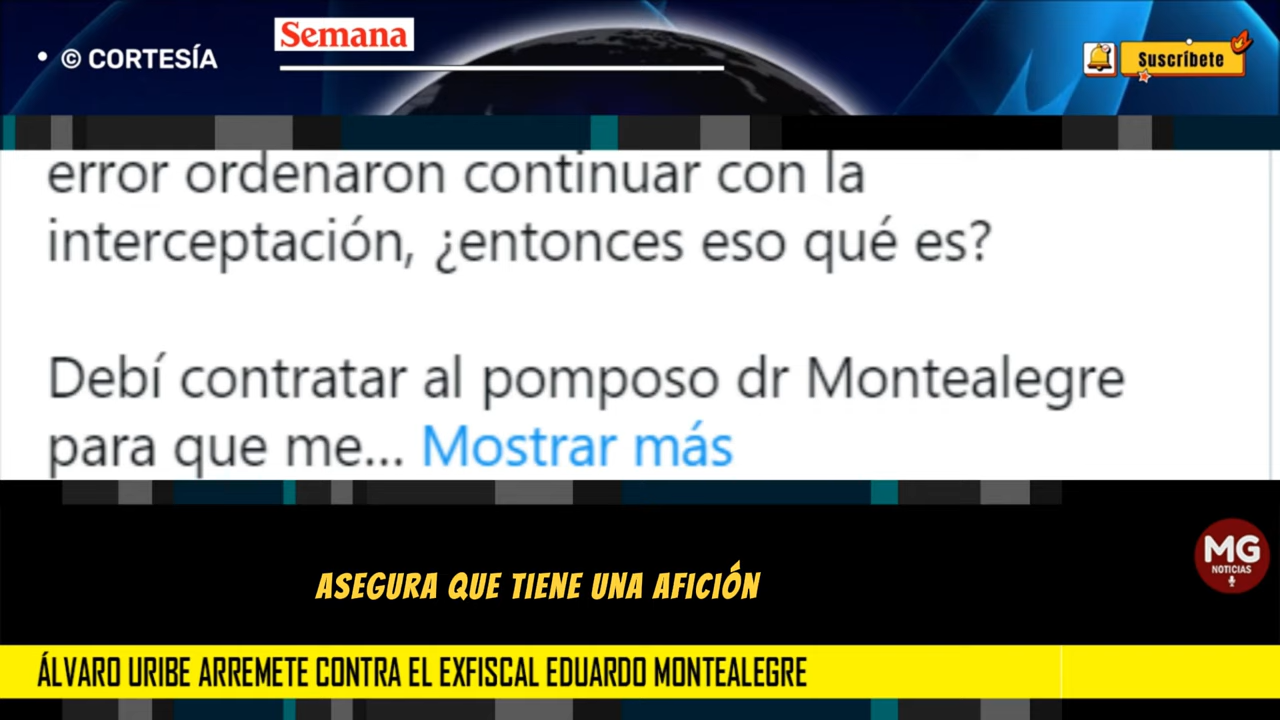 • © CORTESÍA
Semana
Suscríbete
error ordenaron continuar con la
interceptación, ¿entonces eso qué es?
Debí contratar al pomposo dr Montealegre
para que me... Mostrar más
MG
NOTICIAS
ASEGURA QUE TIENE UNA AFICIÓN
ÁLVARO URIBE ARREMETE CONTRA EL EXFISCAL EDUARDO MONTEALEGRE